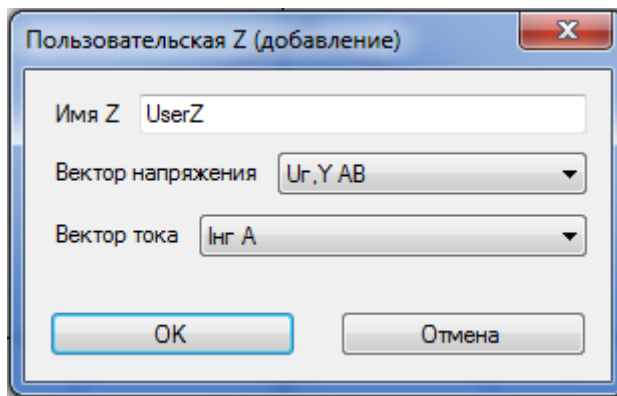 Пользовательская Z (добавление)
Имя Z UserZ
Вектор напряжения Uг,Y AB
Вектор тока Iнг A
OK Отмена